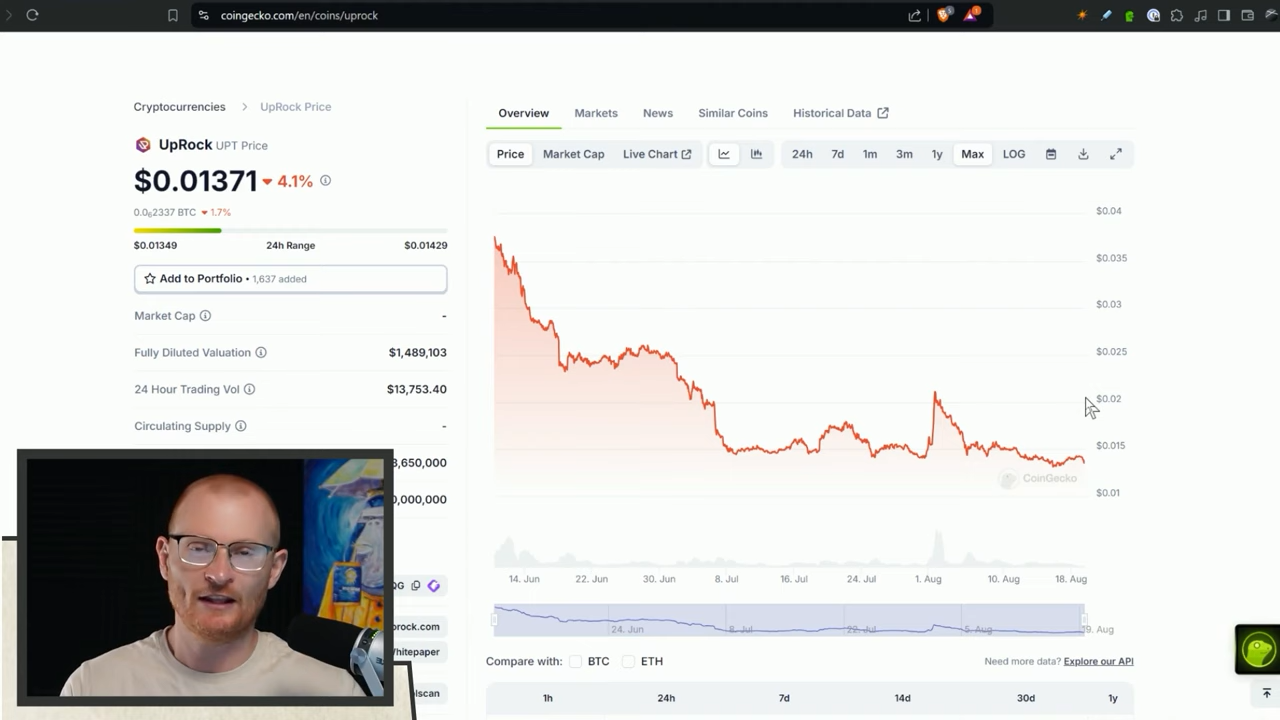 coingecko.com/en/coins/uprock
Cryptocurrencies > UpRock Price
UpRock UPT Price
$0.01371 4.1%
0.0₆2337 BTC 1.7%
$0.01349 24h Range $0.01429
Add to Portfolio • 1,637 added
Market Cap -
Fully Diluted Valuation $1,489,103
24 Hour Trading Vol $13,753.40
Circulating Supply -
3,650,000
0,000,000
QG
rock.com
Whitepaper
lscan
Overview Markets News Similar Coins Historical Data
Price Market Cap Live Chart 24h 7d 1m 3m 1y Max LOG
$0.04
$0.035
$0.03
$0.025
$0.02
$0.015
$0.01
CoinGecko
14. Jun 22. Jun 30. Jun 8. Jul 16. Jul 24. Jul 1. Aug 10. Aug 18. Aug
24. Jun 8. Jul 22. Jul 5. Aug 19. Aug
Compare with: BTC ETH Need more data? Explore our API
1h 24h 7d 14d 30d 1y